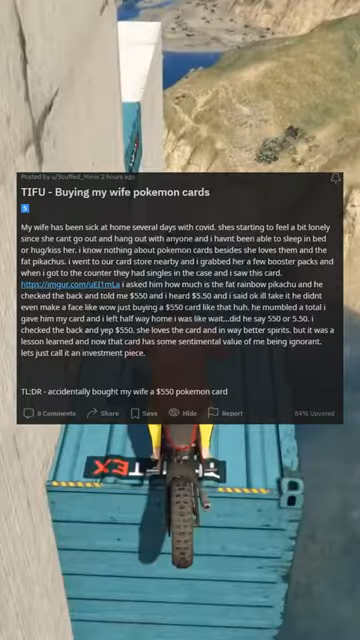 Posted by u/Scuffed_Minis 2 hours ago
TIFU - Buying my wife pokemon cards
S
My wife has been sick at home several days with covid. shes starting to feel a bit lonely
since she cant go out and hang out with anyone and i havnt been able to sleep in bed
or hug/kiss her. i know nothing about pokemon cards besides she loves them and the
fat pikachus. i went to our card store nearby and i grabbed her a few booster packs and
when i got to the counter they had singles in the case and i saw this card.
https://imgur.com/uEI1mLa i asked him how much is the fat rainbow pikachu and he
checked the back and told me $550 and i heard $5.50 and i said ok ill take it he didnt
even make a face like wow just buying a $550 card like that huh. he mumbled a total i
gave him my card and i left half way home i was like wait...did he say 550 or 5.50. i
checked the back and yep $550. she loves the card and in way better spirits. but it was a
lesson learned and now that card has some sentimental value of me being ignorant.
lets just call it an investment piece.
TL:DR - accidentally bought my wife a $550 pokemon card
8 Comments Share Save Hide Report 84% Upvoted